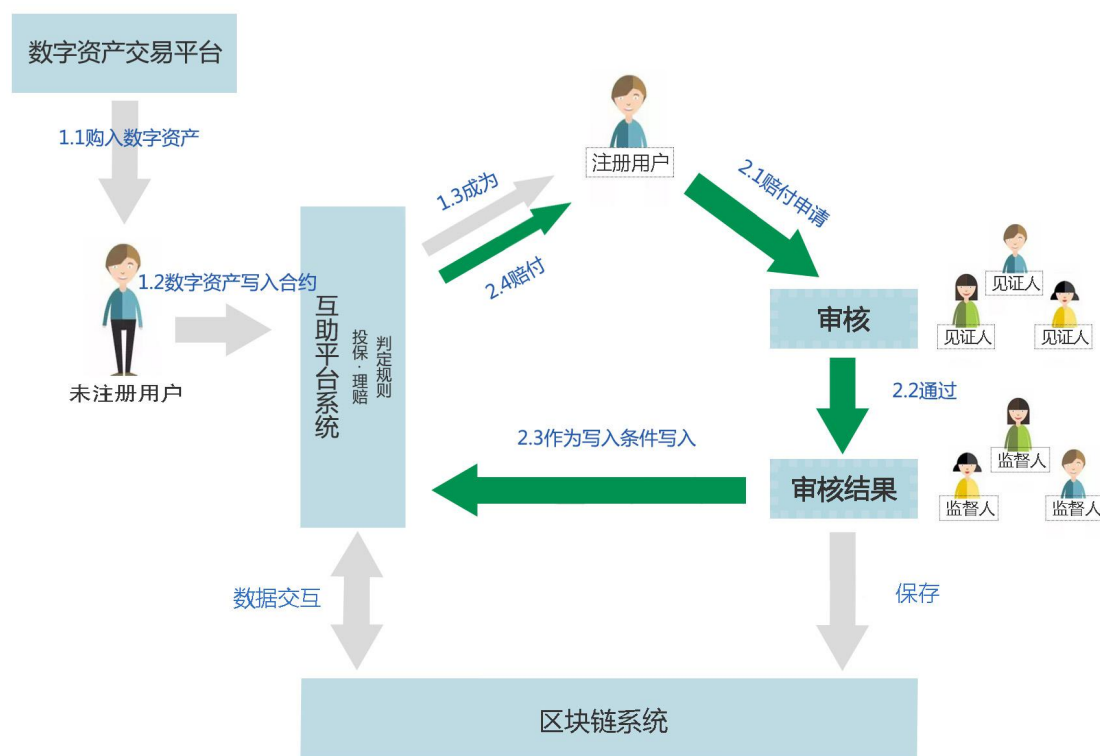 数字资产交易平台
1.1购入数字资产
注册用户
1.3成为
2.4赔付
2.1赔付申请
1.2数字资产写入合约
未注册用户
互助平台系统
投保·理赔
判定规则
审核
见证人
见证人
见证人
2.2通过
2.3作为写入条件写入
审核结果
监督人
监督人
监督人
数据交互
保存
区块链系统